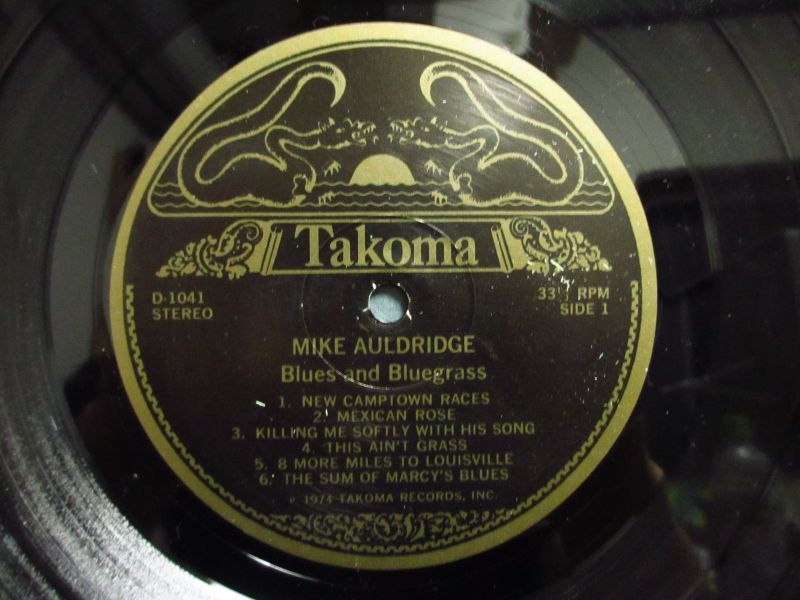 Takoma
D-1041
STEREO
33⅓ RPM
SIDE 1
MIKE AULDRIDGE
Blues and Bluegrass
1. NEW CAMPTOWN RACES
2. MEXICAN ROSE
3. KILLING ME SOFTLY WITH HIS SONG
4. THIS AIN'T GRASS
5. 8 MORE MILES TO LOUISVILLE
6. THE SUM OF MARCY'S BLUES
℗ 1974 TAKOMA RECORDS, INC.